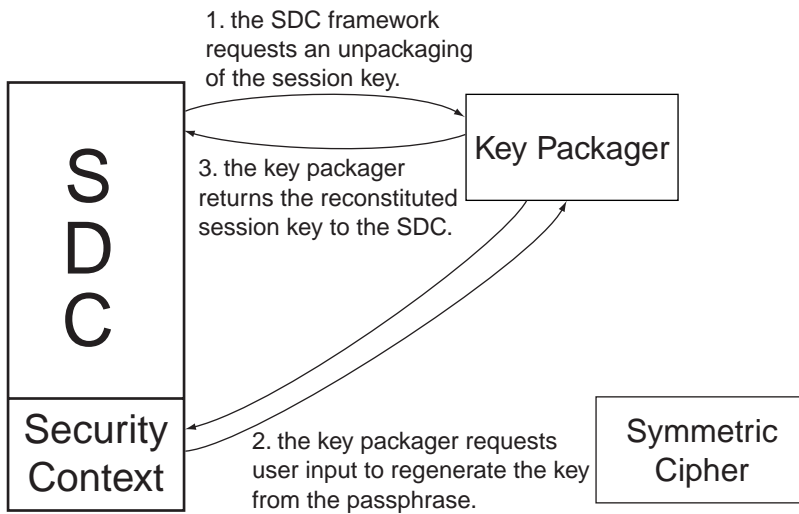 1. the SDC framework
requests an unpackaging
of the session key.
S
D
C
Key Packager
3. the key packager
returns the reconstituted
session key to the SDC.
Security
Context
2. the key packager requests
user input to regenerate the key
from the passphrase.
Symmetric
Cipher